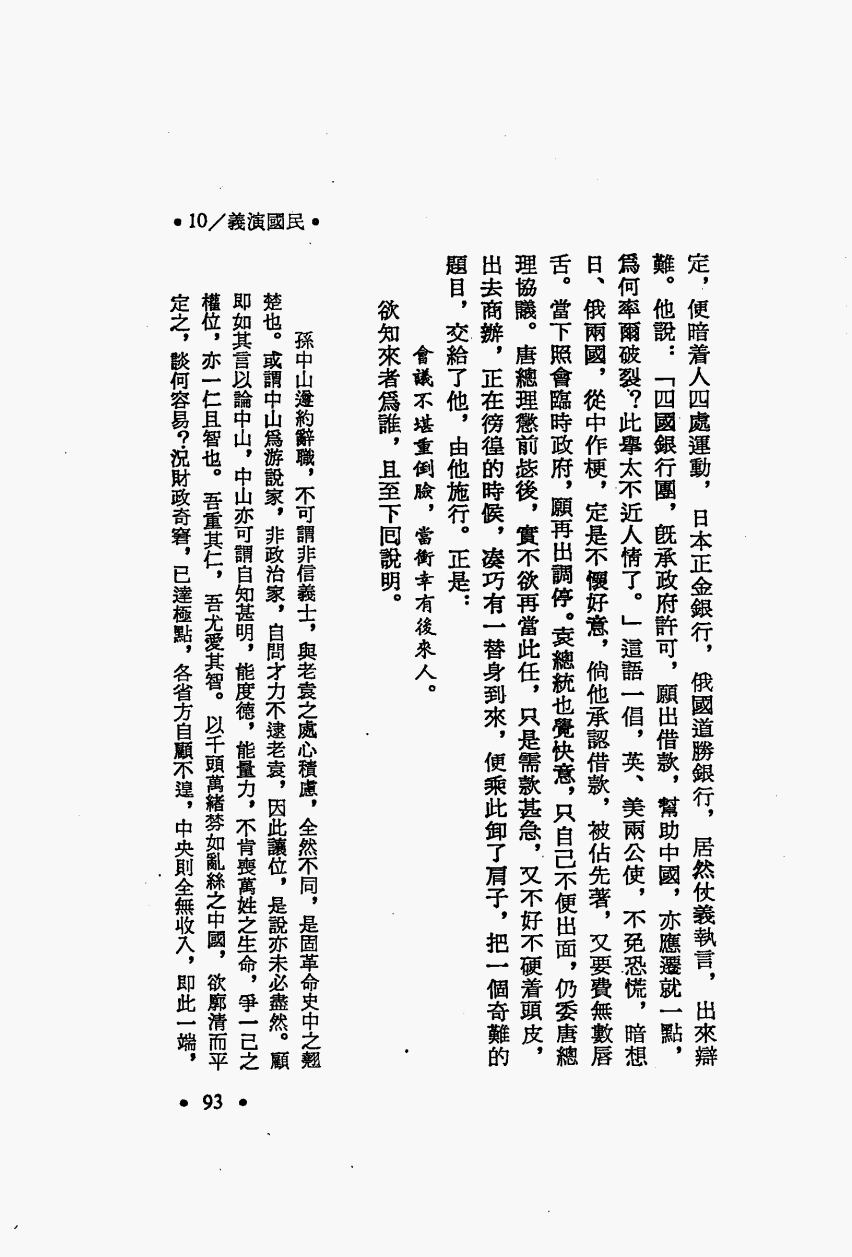 •10／義演國民•
定，便暗着人四處運動，日本正金銀行，俄國道勝銀行，居然仗義執言，出來辯
難。他說：「四國銀行團，旣承政府許可，願出借款，幫助中國，亦應遷就一點，
爲何率爾破裂？此舉太不近人情了。」這語一倡，英、美兩公使，不免恐慌，暗想
日、俄兩國，從中作梗，定是不懷好意，倘他承認借款，被佔先著，又要費無數唇
舌。當下照會臨時政府，願再出調停。袁總統也覺快意，只自己不便出面，仍委唐總
理協議。唐總理懲前毖後，實不欲再當此任，只是需款甚急，又不好不硬着頭皮，
出去商辦，正在徬徨的時候，凑巧有一替身到來，便乘此卸了肩子，把一個奇難的
題目，交給了他，由他施行。正是：
會議不堪重倒臉，當衝幸有後來人。
欲知來者爲誰，且至下囘說明。
孫中山遵約辭職，不可謂非信義士，與老袁之處心積慮，全然不同，是固革命史中之翹
楚也。或謂中山爲游說家，非政治家，自問才力不逮老袁，因此讓位，是說亦未必盡然。顧
即如其言以論中山，中山亦可謂自知甚明，能度德，能量力，不肯喪萬姓之生命，爭一己之
權位，亦一仁且智也。吾重其仁，吾尤愛其智。以千頭萬緒棼如亂絲之中國，欲廓清而平
定之，談何容易？況財政奇窘，已達極點，各省方自顧不遑，中央則全無收入，即此一端，
• 93 •